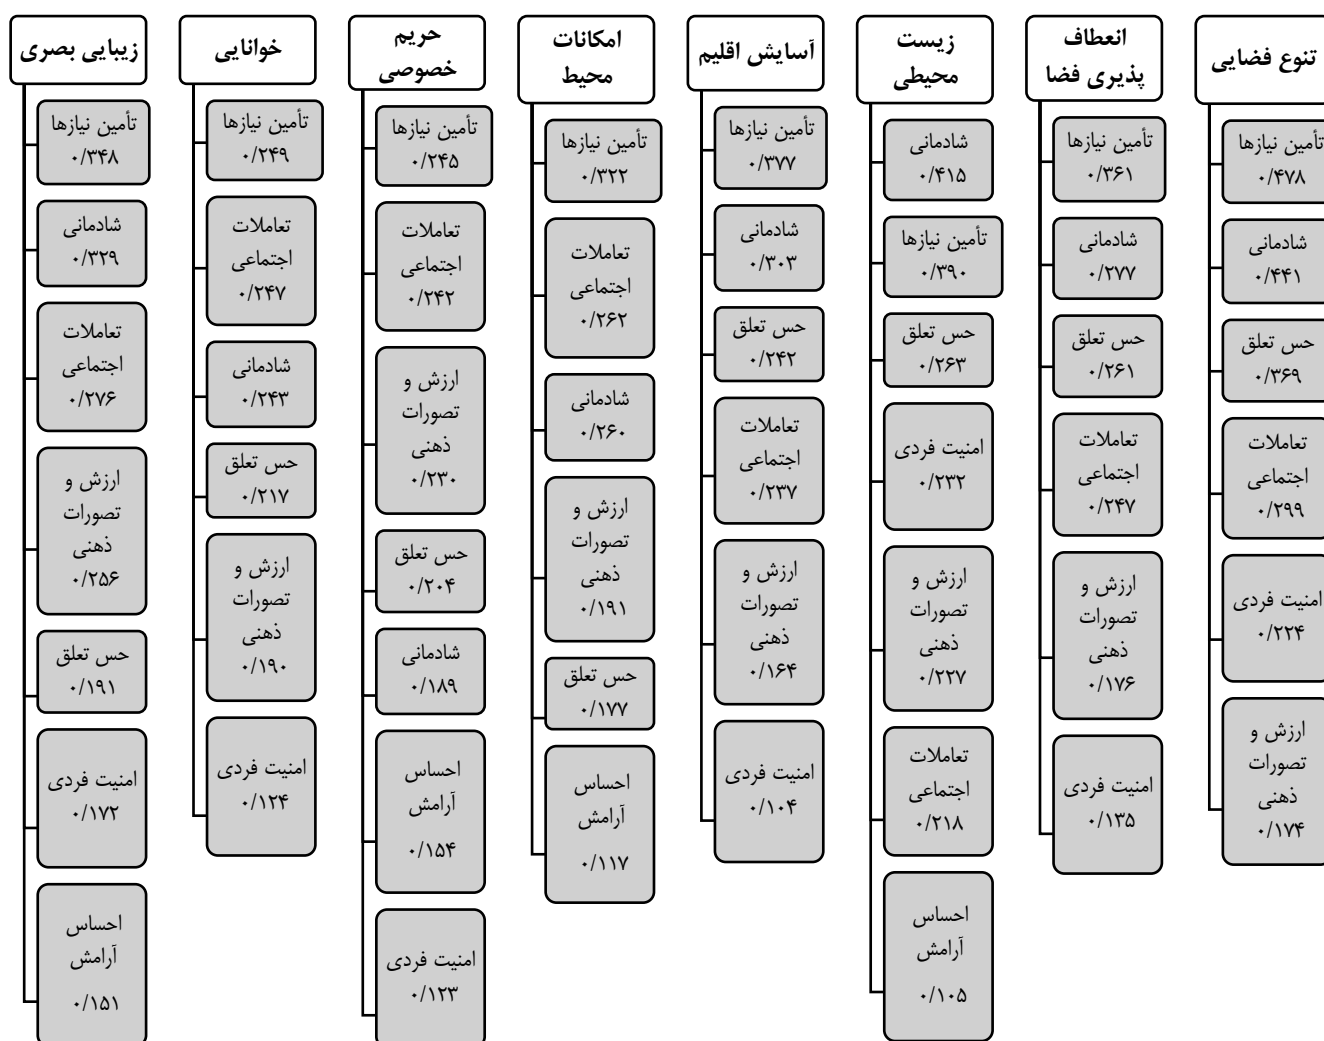 تنوع فضایی
تأمین نیازها
۰/۴۷۸
شادمانی
۰/۴۴۱
حس تعلق
۰/۳۶۹
تعاملات
اجتماعی
۰/۲۹۹
امنیت فردی
۰/۲۲۴
ارزش و
تصورات
ذهنی
۰/۱۷۴
انعطاف
پذیری فضا
تأمین نیازها
۰/۳۶۱
شادمانی
۰/۲۷۷
حس تعلق
۰/۲۶۱
تعاملات
اجتماعی
۰/۲۴۷
ارزش و
تصورات
ذهنی
۰/۱۷۶
امنیت فردی
۰/۱۳۵
زیست
محیطی
شادمانی
۰/۴۱۵
تأمین نیازها
۰/۳۹۰
حس تعلق
۰/۲۶۳
امنیت فردی
۰/۲۳۲
ارزش و
تصورات
ذهنی
۰/۲۲۷
تعاملات
اجتماعی
۰/۲۱۸
احساس
آرامش
۰/۱۰۵
آسایش اقلیم
تأمین نیازها
۰/۳۷۷
شادمانی
۰/۳۰۳
حس تعلق
۰/۲۴۲
تعاملات
اجتماعی
۰/۲۳۷
ارزش و
تصورات
ذهنی
۰/۱۶۴
امنیت فردی
۰/۱۰۴
امکانات
محیط
تأمین نیازها
۰/۳۲۲
تعاملات
اجتماعی
۰/۲۶۲
شادمانی
۰/۲۶۰
ارزش و
تصورات
ذهنی
۰/۱۹۱
حس تعلق
۰/۱۷۷
احساس
آرامش
۰/۱۱۷
حریم
خصوصی
تأمین نیازها
۰/۲۴۵
تعاملات
اجتماعی
۰/۲۴۲
ارزش و
تصورات
ذهنی
۰/۲۳۰
حس تعلق
۰/۲۰۴
شادمانی
۰/۱۸۹
احساس
آرامش
۰/۱۵۴
امنیت فردی
۰/۱۲۳
خوانایی
تأمین نیازها
۰/۲۴۹
تعاملات
اجتماعی
۰/۲۴۷
شادمانی
۰/۲۴۳
حس تعلق
۰/۲۱۷
ارزش و
تصورات
ذهنی
۰/۱۹۰
امنیت فردی
۰/۱۲۴
زیبایی بصری
تأمین نیازها
۰/۳۴۸
شادمانی
۰/۳۲۹
تعاملات
اجتماعی
۰/۲۷۶
ارزش و
تصورات
ذهنی
۰/۲۵۶
حس تعلق
۰/۱۹۱
امنیت فردی
۰/۱۷۲
احساس
آرامش
۰/۱۵۱